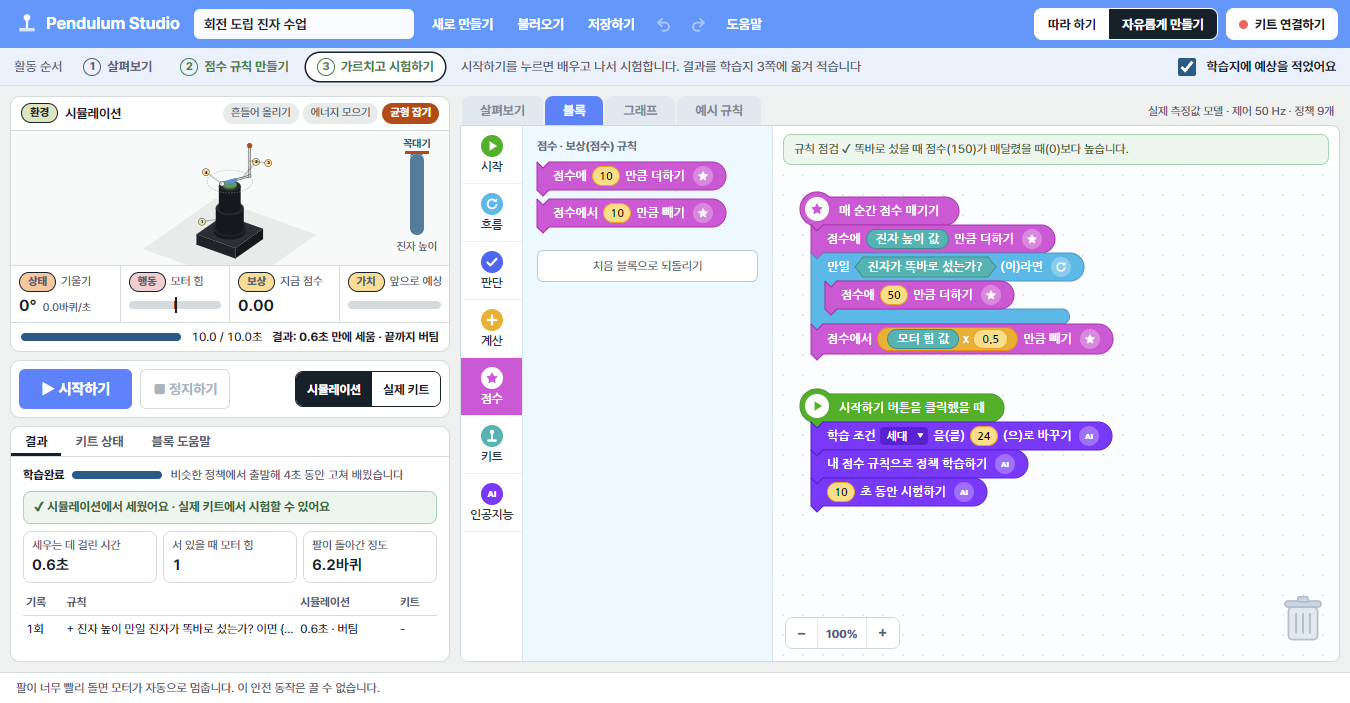 Pendulum Studio 회전 도립 진자 수업 새로 만들기 불러오기 저장하기 도움말 따라 하기 자유롭게 만들기 키트 연결하기
활동 순서 1 살펴보기 2 점수 규칙 만들기 3 가르치고 시험하기 시작하기를 누르면 배우고 나서 시험합니다. 결과를 학습지 3쪽에 옮겨 적습니다 학습지에 예상을 적었어요
환경 시뮬레이션 흔들어 올리기 에너지 모으기 균형 잡기
꼭대기
진자 높이
상태 기울기
0° 0.0바퀴/초
행동 모터 힘
보상 지금 점수
0.00
가치 앞으로 예상
10.0 / 10.0초 결과: 0.6초 만에 세움 · 끝까지 버팀
▶ 시작하기 정지하기 시뮬레이션 실제 키트
결과 키트 상태 블록 도움말
학습완료 비슷한 정책에서 출발해 4초 동안 고쳐 배웠습니다
✓ 시뮬레이션에서 세웠어요 · 실제 키트에서 시험할 수 있어요
세우는 데 걸린 시간
0.6초
서 있을 때 모터 힘
1
팔이 돌아간 정도
6.2바퀴
기록 규칙 시뮬레이션 키트
1회 + 진자 높이 만일 진자가 똑바로 섰는가? 이면 {... 0.6초 · 버팀 -
살펴보기 블록 그래프 예시 규칙 실제 측정값 모델 · 제어 50 Hz · 정책 9개
시작
흐름
판단
계산
점수
키트
AI
인공지능
점수 · 보상(점수) 규칙
점수에 10 만큼 더하기
점수에서 10 만큼 빼기
처음 블록으로 되돌리기
규칙 점검 ✓ 똑바로 섰을 때 점수(150)가 매달렸을 때(0)보다 높습니다.
매 순간 점수 매기기
점수에 진자 높이 값 만큼 더하기
만일 진자가 똑바로 섰는가? (이)라면
점수에 50 만큼 더하기
점수에서 모터 힘 값 x 0.5 만큼 빼기
시작하기 버튼을 클릭했을 때
학습 조건 세대 ▼ 을(를) 24 (으)로 바꾸기 AI
내 점수 규칙으로 정책 학습하기 AI
10 초 동안 시험하기 AI
− 100% +
팔이 너무 빨리 돌면 모터가 자동으로 멈춥니다. 이 안전 동작은 끌 수 없습니다.